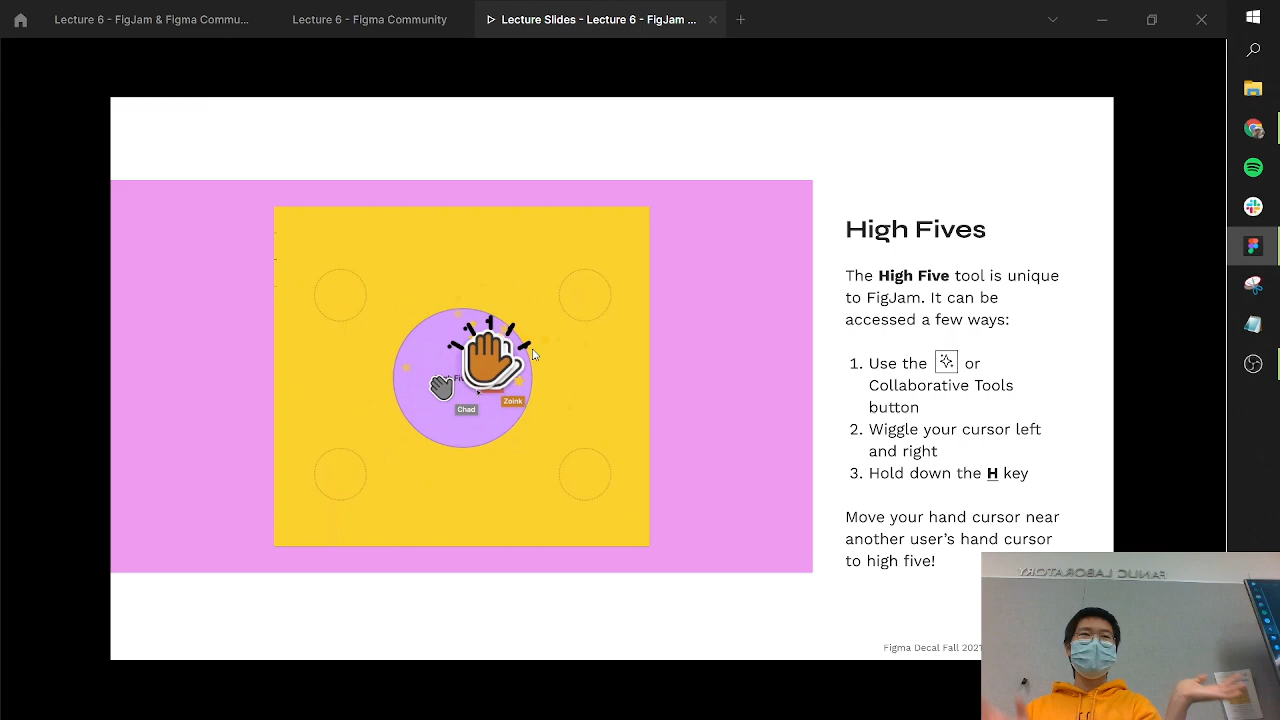 Lecture 6 - FigJam & Figma Commu...
Lecture 6 - Figma Community
Lecture Slides - Lecture 6 - FigJam ...
High Fives
The High Five tool is unique
to FigJam. It can be
accessed a few ways:
1. Use the or
Collaborative Tools
button
2. Wiggle your cursor left
and right
3. Hold down the H key
Move your hand cursor near
another user's hand cursor
to high five!
Chad
Zoink
Figma Decal Fall 2021
FANUC LABORATORY